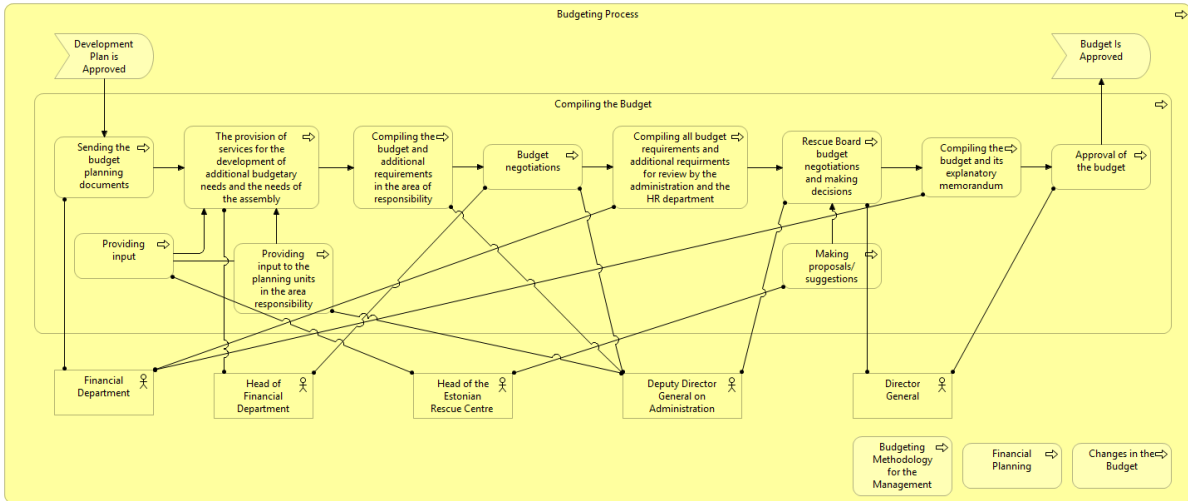 Budgeting Process
Development
Plan is
Approved
Budget Is
Approved
Compiling the Budget
Sending the
budget
planning
documents
The provision of
services for the
development of
additional budgetary
needs and the needs of
the assembly
Compiling the
budget and
additional
requirements
in the area of
responsibility
Budget
negotiations
Compiling all budget
requirements and
additional requirments
for review by the
administration and the
HR department
Rescue Board
budget
negotiations
and making
decisions
Compiling the
budget and its
explanatory
memorandum
Approval of
the budget
Providing
input
Providing
input to the
planning units
in the area
responsibility
Making
proposals/
suggestions
Financial
Department
Head of
Financial
Department
Head of the
Estonian
Rescue Centre
Deputy Director
General on
Administration
Director
General
Budgeting
Methodology
for the
Management
Financial
Planning
Changes in the
Budget